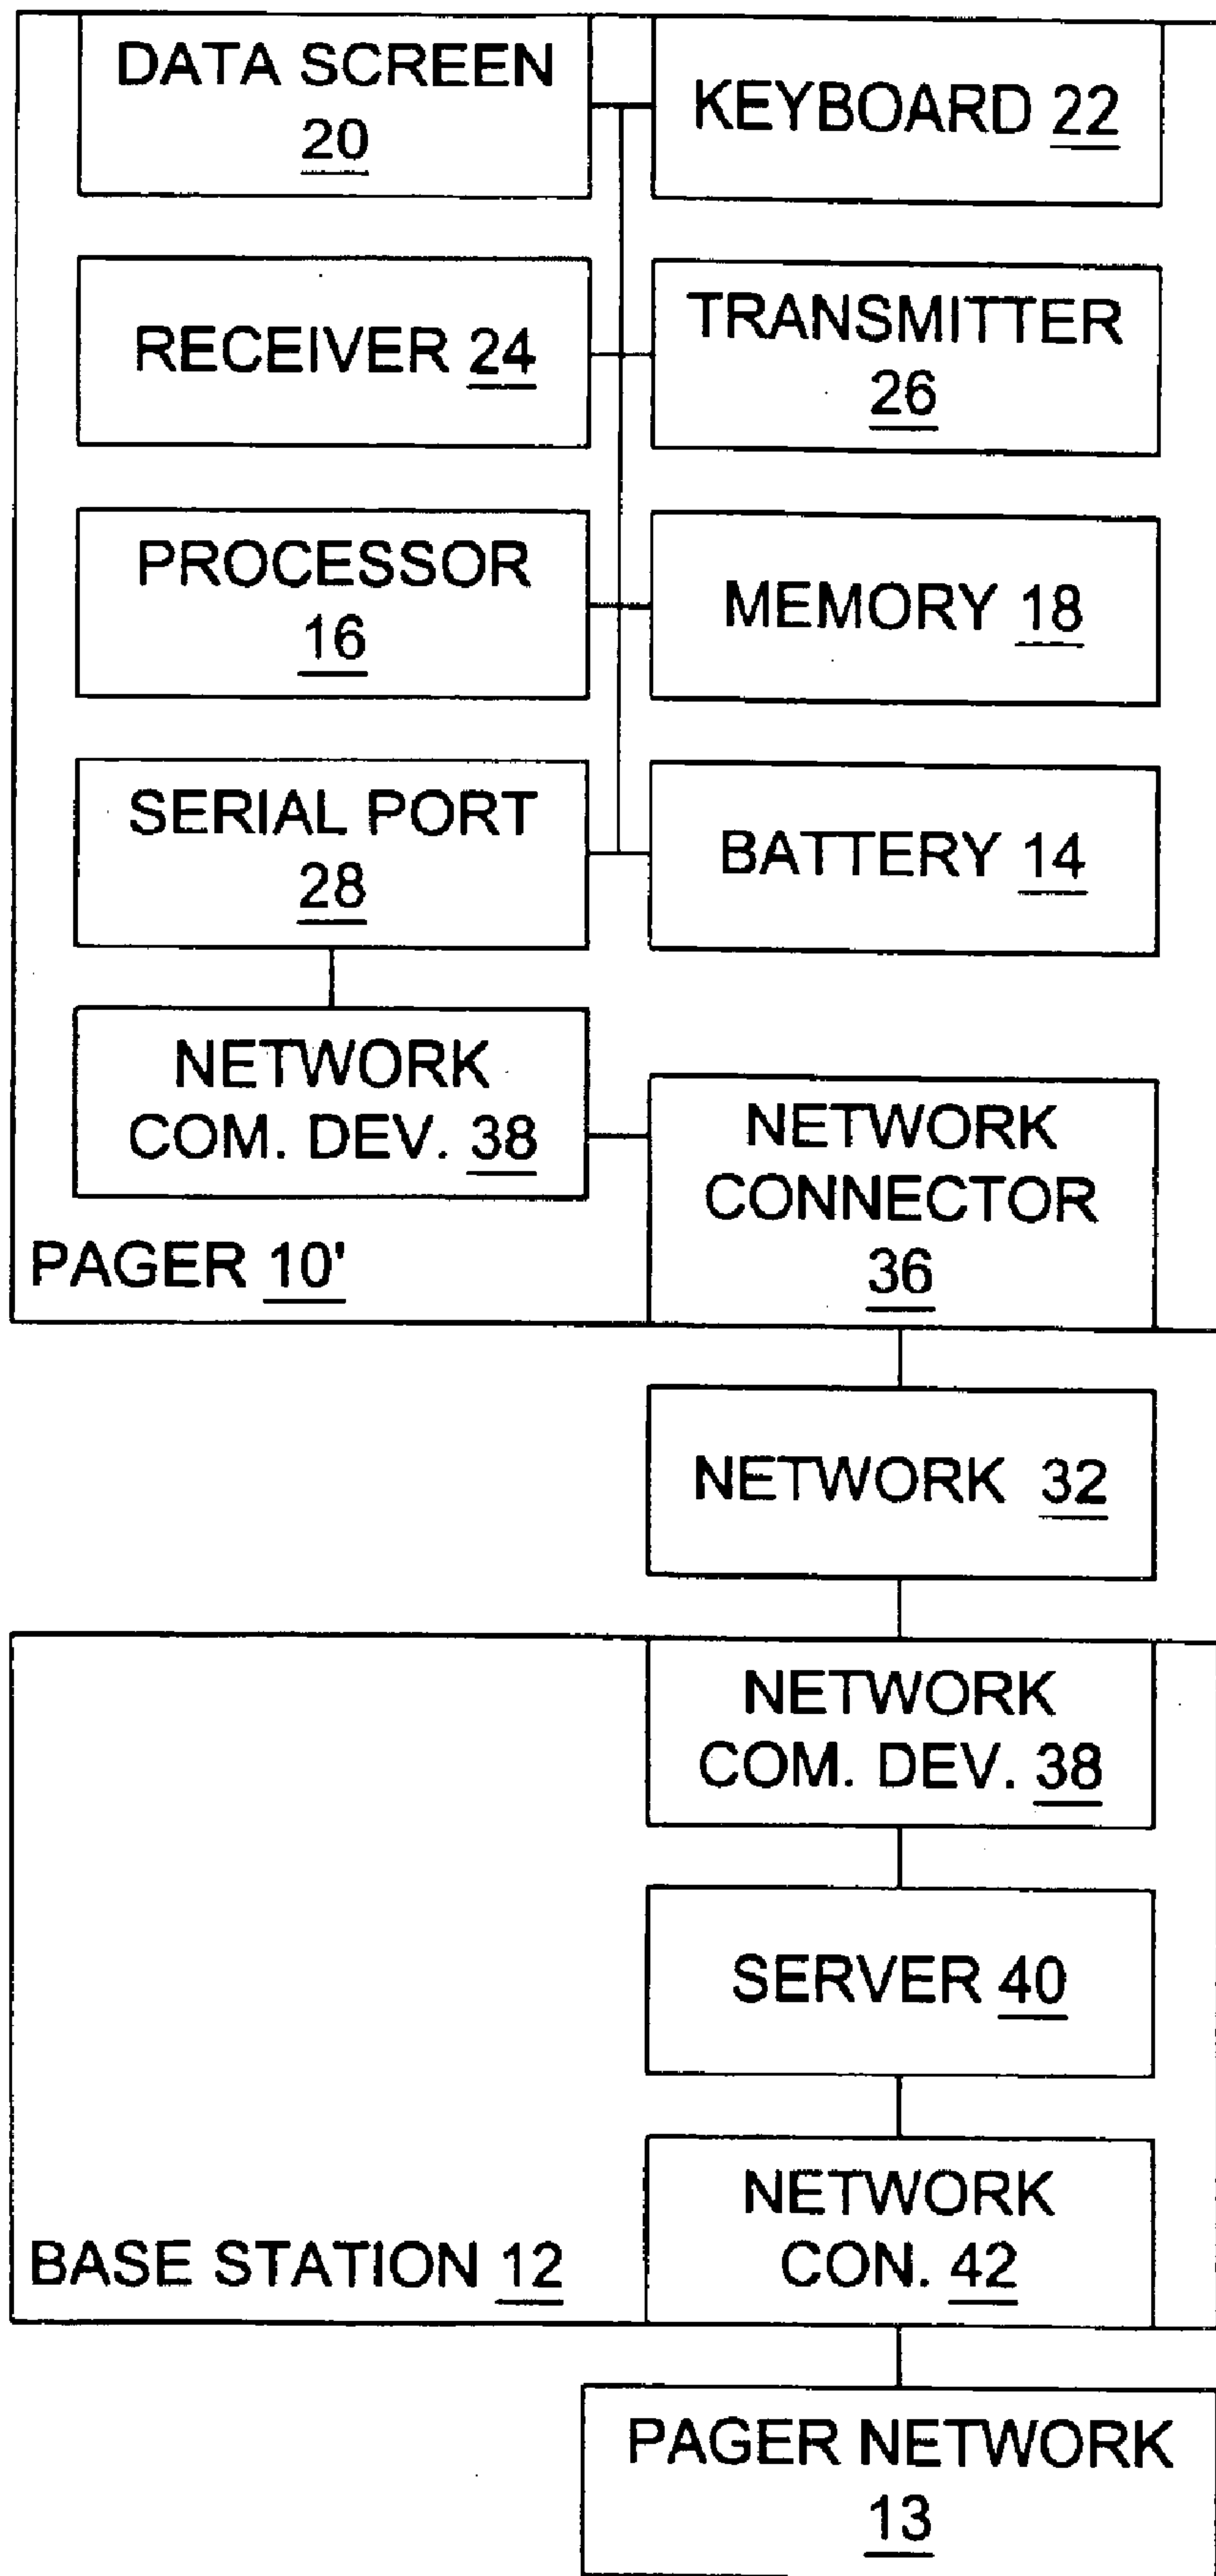 DATA SCREEN
20
KEYBOARD 22
RECEIVER 24
TRANSMITTER
26
PROCESSOR
16
MEMORY 18
SERIAL PORT
28
BATTERY 14
NETWORK
COM. DEV. 38
NETWORK
CONNECTOR
36
PAGER 10'
NETWORK 32
NETWORK
COM. DEV. 38
SERVER 40
NETWORK
CON. 42
BASE STATION 12
PAGER NETWORK
13